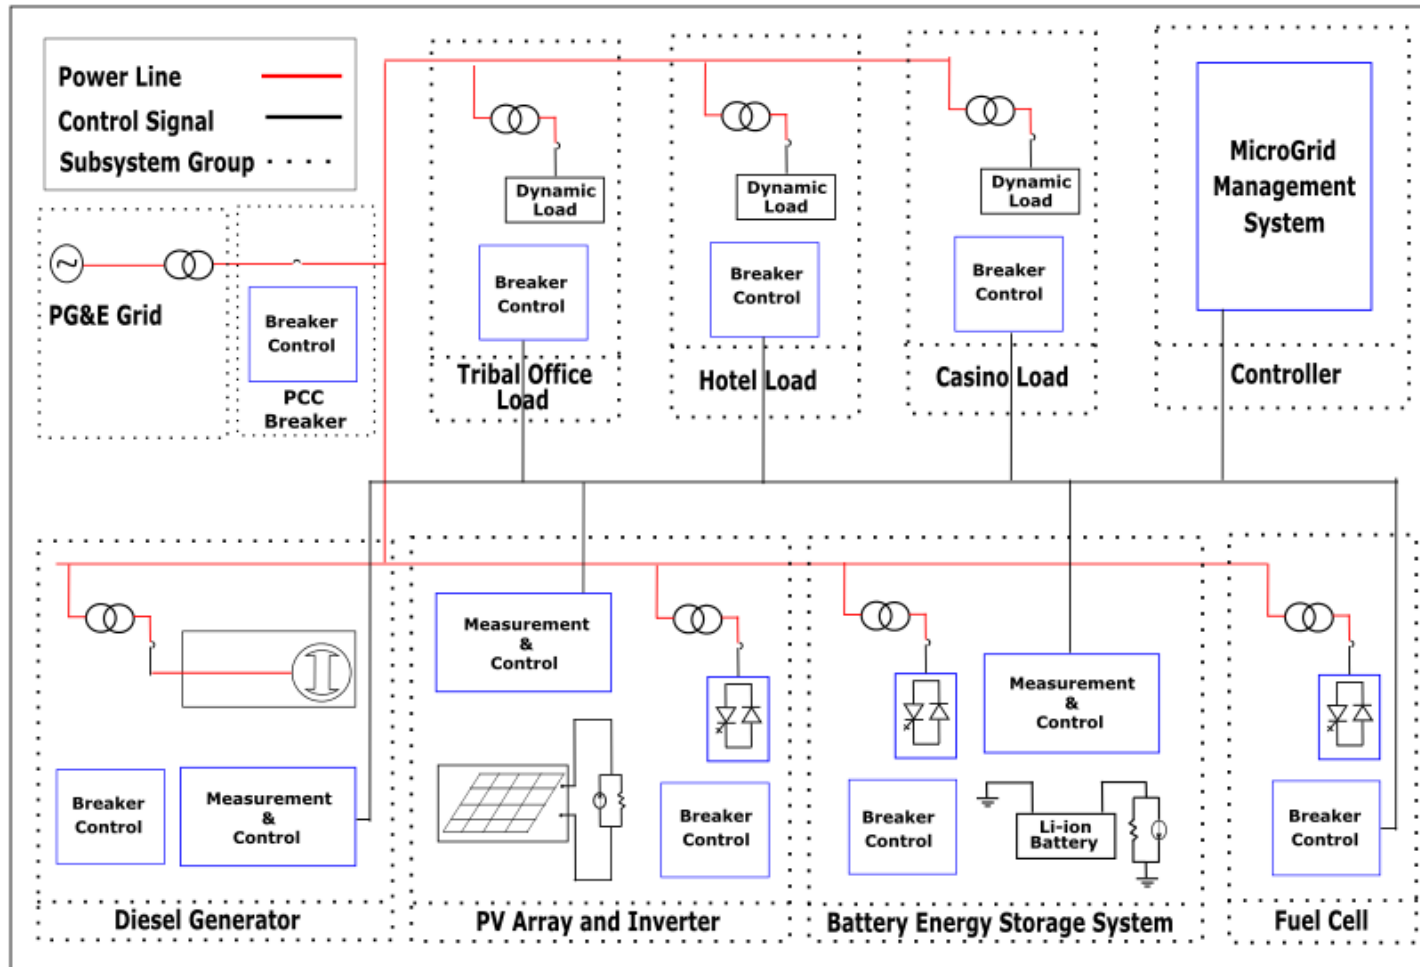 Power Line
Control Signal
Subsystem Group
PG&E Grid
Breaker
Control
PCC
Breaker
Dynamic
Load
Breaker
Control
Tribal Office
Load
Dynamic
Load
Breaker
Control
Hotel Load
Dynamic
Load
Breaker
Control
Casino Load
MicroGrid
Management
System
Controller
Breaker
Control
Measurement
&
Control
Diesel Generator
Measurement
&
Control
Breaker
Control
PV Array and Inverter
Breaker
Control
Measurement
&
Control
Li-ion
Battery
Battery Energy Storage System
Breaker
Control
Fuel Cell